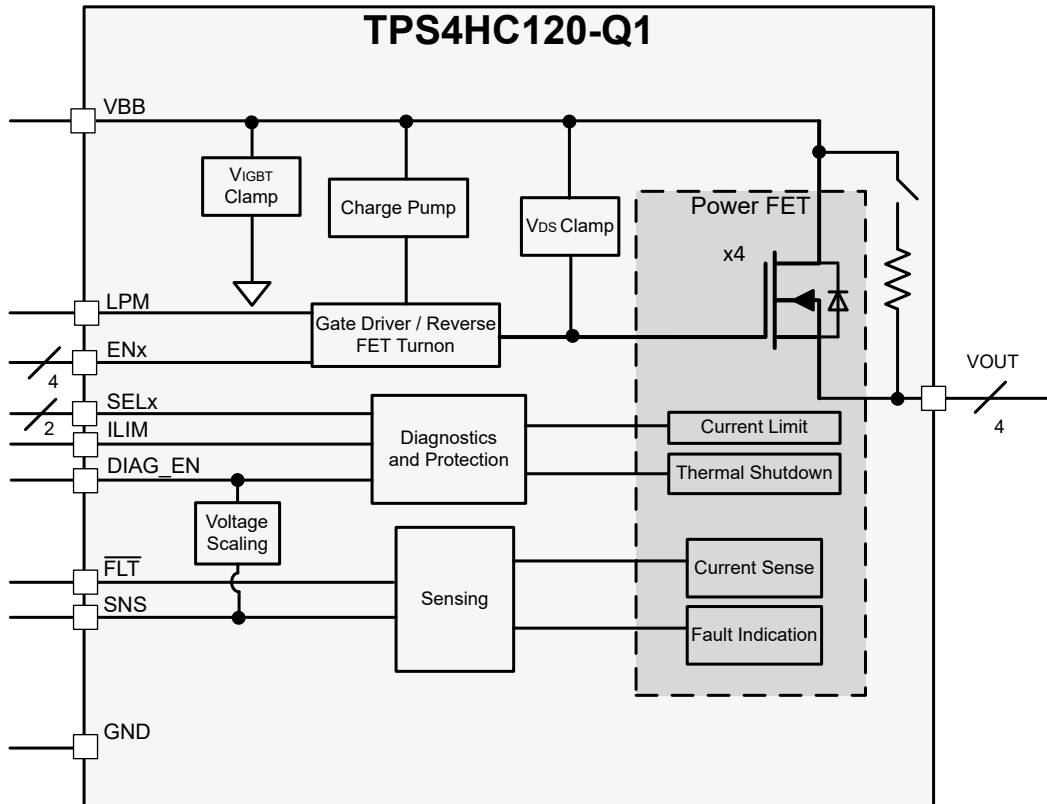 TPS4HC120-Q1
VBB
VIGBT
Clamp
Charge Pump
VDS Clamp
Power FET
x4
LPM
Gate Driver / Reverse
FET Turnon
ENx
4
VOUT
4
SELx
2
ILIM
DIAG_EN
Diagnostics
and Protection
Current Limit
Thermal Shutdown
Voltage
Scaling
FLT
SNS
Sensing
Current Sense
Fault Indication
GND